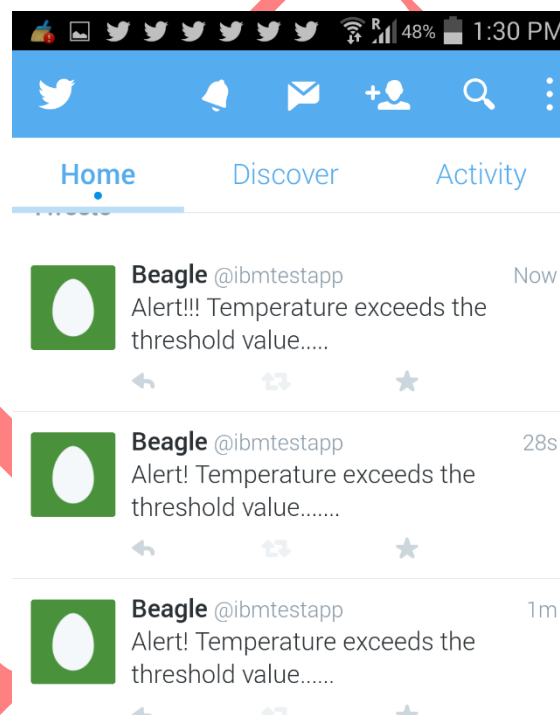 R 48% 1:30 PM
Home Discover Activity
Beagle @ibmtestapp Now
Alert!!! Temperature exceeds the
threshold value.....
Beagle @ibmtestapp 28s
Alert! Temperature exceeds the
threshold value.......
Beagle @ibmtestapp 1m
Alert! Temperature exceeds the
threshold value......